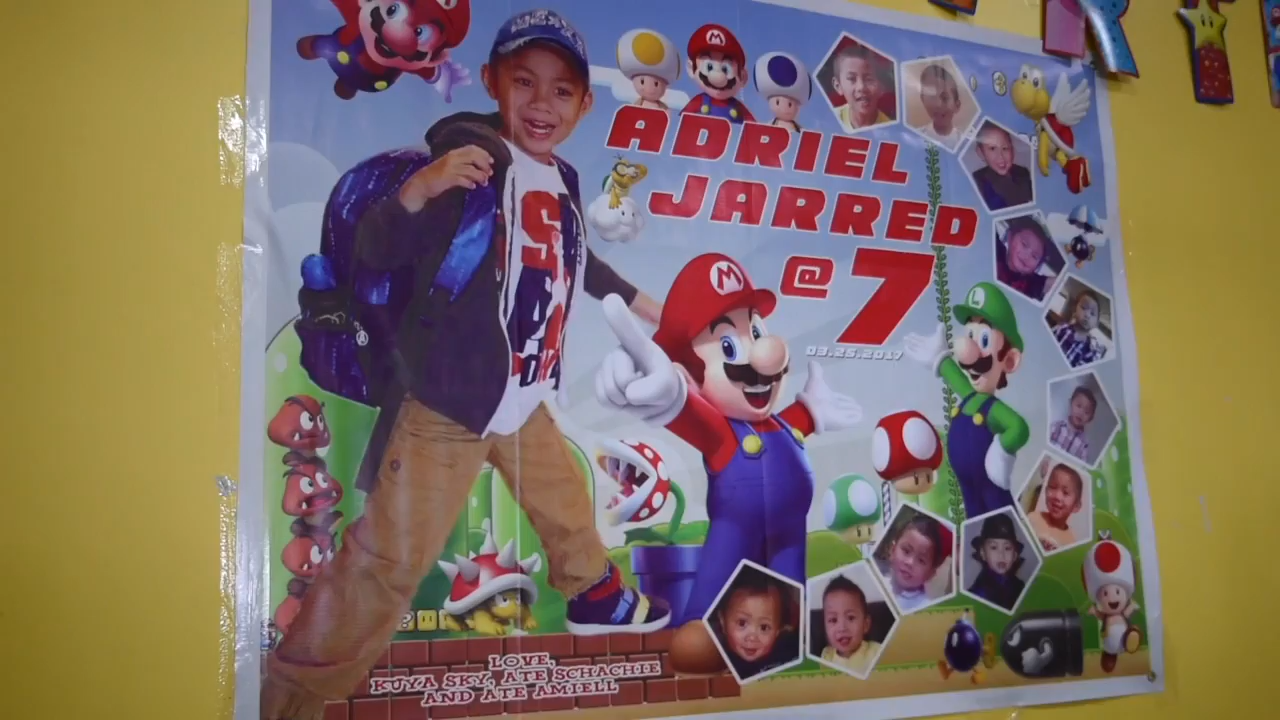 ADRIEL
JARRED
@ 7
03.25.2017
LOVE,
KUYA SKY, ATE SCHACHIE
AND ATE AMIELL
M
M
L